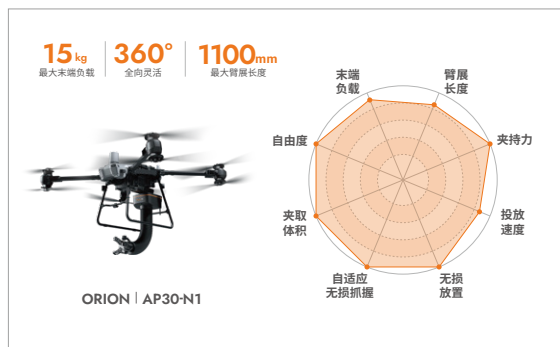 15kg 360° 1100mm
最大末端负载 全向灵活 最大臂展长度
末端
负载
臂展
长度
自由度
夹持力
夹取
体积
投放
速度
自适应
无损抓握
无损
放置
ORION | AP30-N1